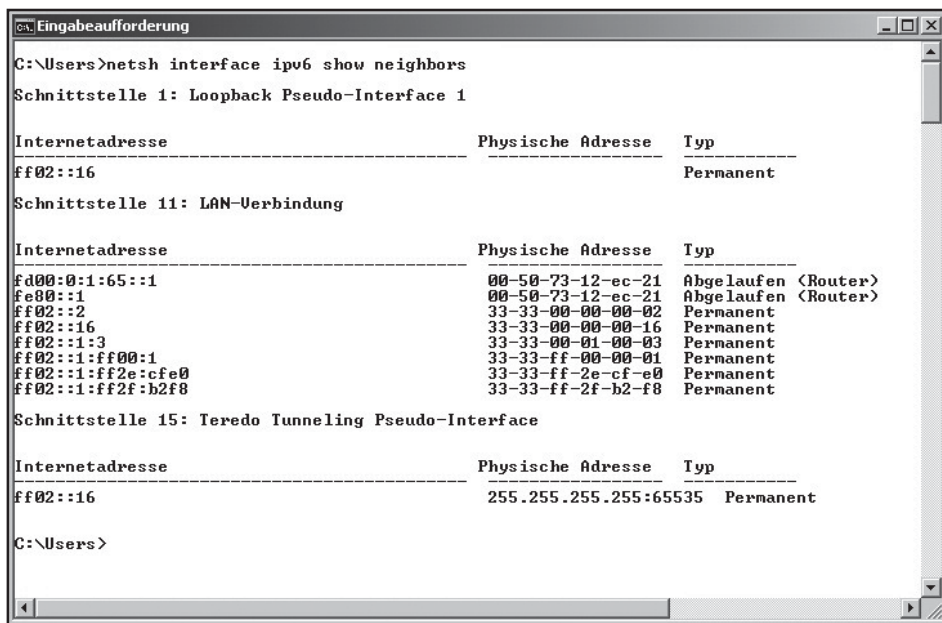 Eingabeaufforderung
C:\Users>netsh interface ipv6 show neighbors
Schnittstelle 1: Loopback Pseudo-Interface 1
Internetadresse Physische Adresse Typ
ff02::16 Permanent
Schnittstelle 11: LAN-Verbindung
Internetadresse Physische Adresse Typ
fd00:0:1:65::1 00-50-73-12-ec-21 Abgelaufen (Router)
fe80::1 00-50-73-12-ec-21 Abgelaufen (Router)
ff02::2 33-33-00-00-00-02 Permanent
ff02::16 33-33-00-00-00-16 Permanent
ff02::1:3 33-33-00-01-00-03 Permanent
ff02::1:ff00:1 33-33-ff-00-00-01 Permanent
ff02::1:ff2e:cfe0 33-33-ff-2e-cf-e0 Permanent
ff02::1:ff2f:b2f8 33-33-ff-2f-b2-f8 Permanent
Schnittstelle 15: Teredo Tunneling Pseudo-Interface
Internetadresse Physische Adresse Typ
ff02::16 255.255.255.255:65535 Permanent
C:\Users>